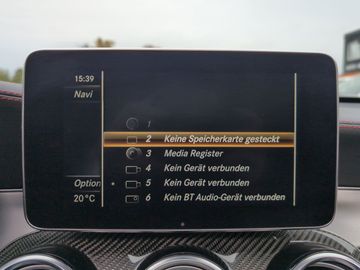 15:39
Navi
1
2 Keine Speicherkarte gesteckt
3 Media Register
4 Kein Gerät verbunden
Option
5 Kein Gerät verbunden
20°C
6 Kein BT Audio-Gerät verbunden